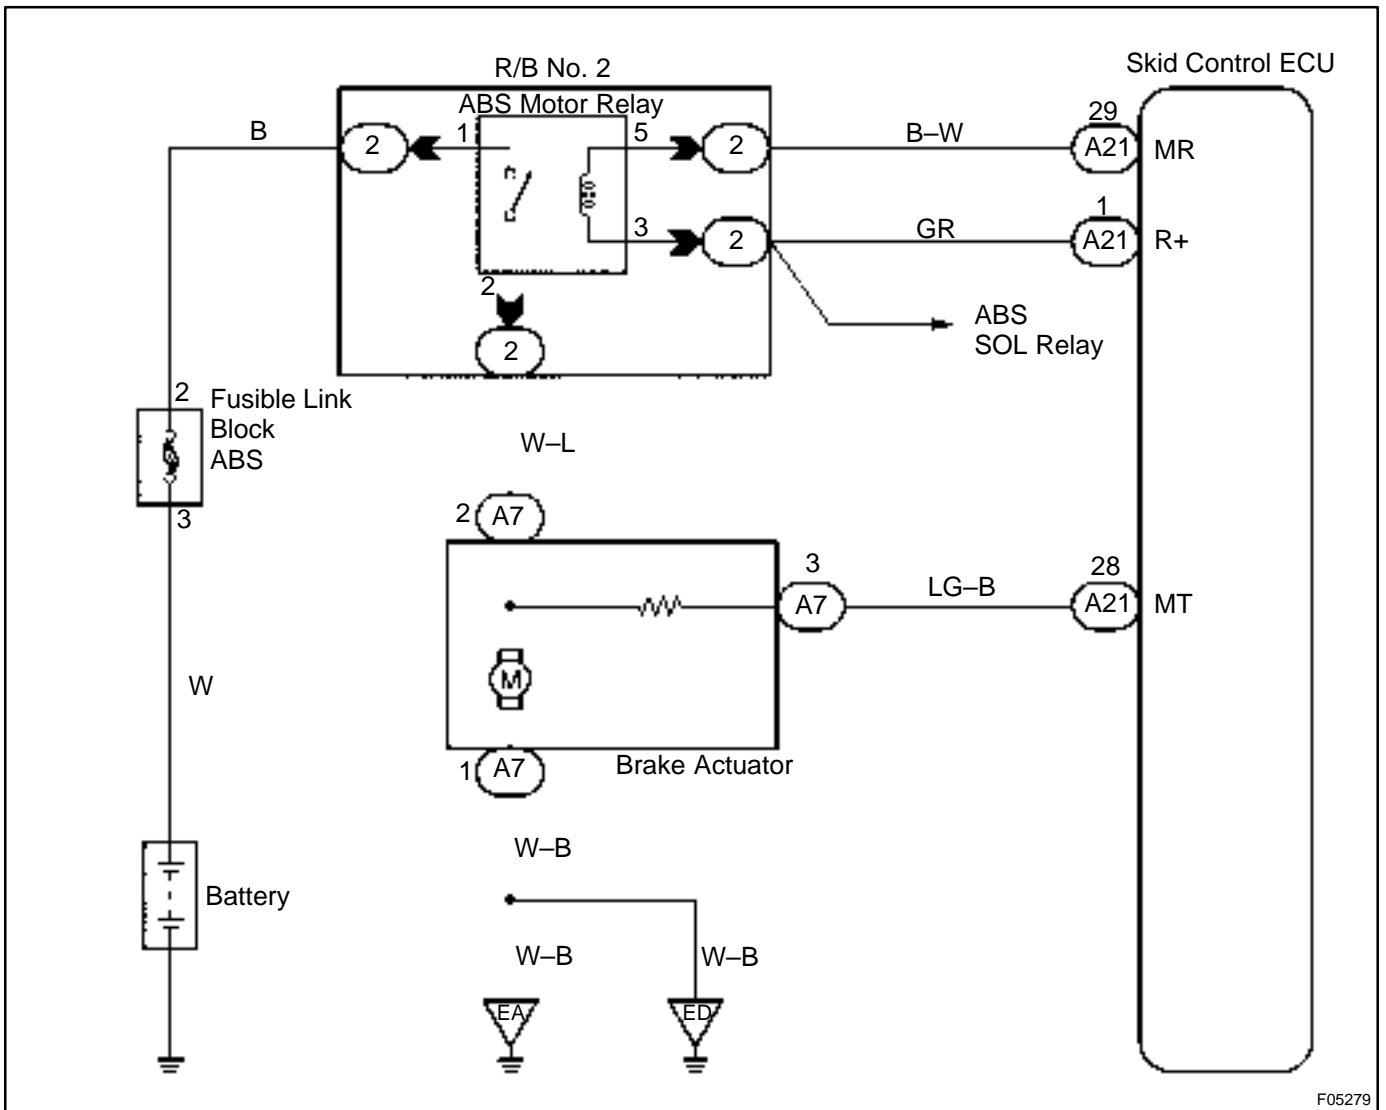 R/B No. 2
Skid Control ECU
ABS Motor Relay
B
2
1
5
2
B–W
29
A21
MR
3
2
GR
1
A21
R+
2
2
ABS
SOL Relay
2
Fusible Link
Block
ABS
3
W–L
2
A7
3
A7
LG–B
28
A21
MT
M
W
1
A7
Brake Actuator
W–B
Battery
W–B
W–B
EA
ED
F05279